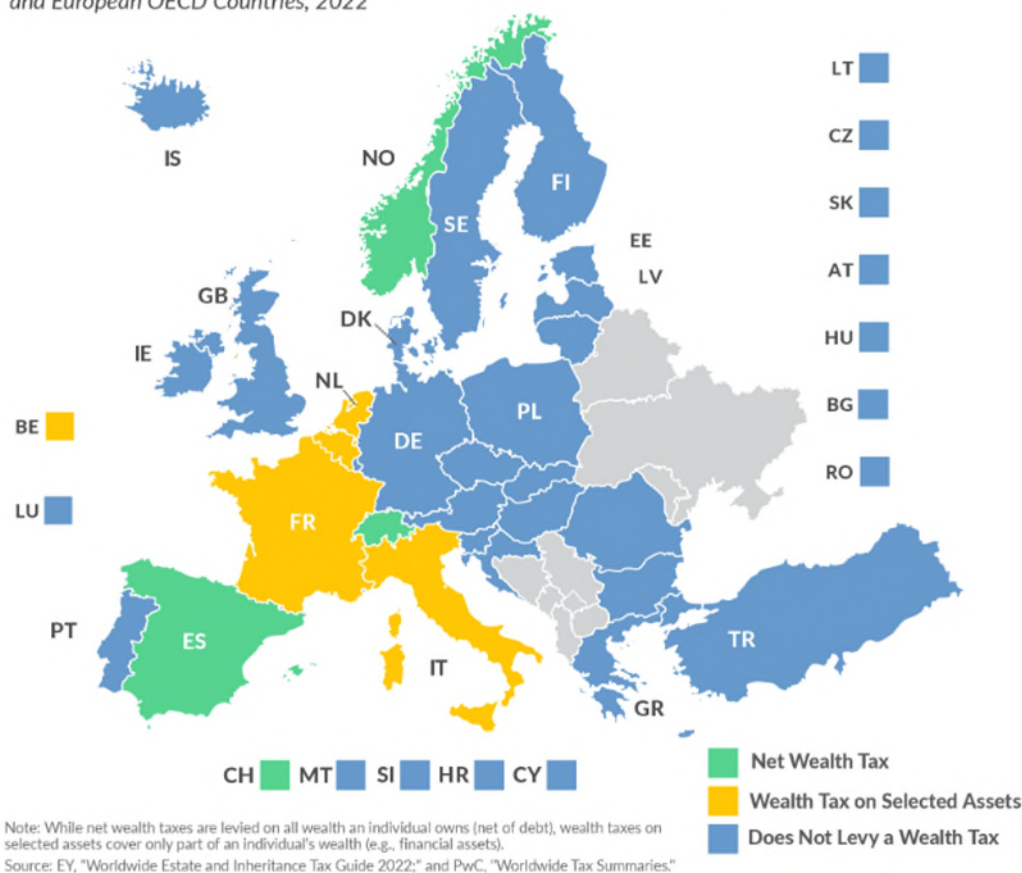 and European OECD Countries, 2022
LT
IS
NO
CZ
FI
SK
SE
EE
AT
LV
GB
DK
HU
IE
NL
BG
BE
PL
DE
RO
LU
FR
PT
ES
TR
IT
GR
CH
MT
SI
HR
CY
Net Wealth Tax
Wealth Tax on Selected Assets
Does Not Levy a Wealth Tax
Note: While net wealth taxes are levied on all wealth an individual owns (net of debt), wealth taxes on
selected assets cover only part of an individual's wealth (e.g., financial assets).
Source: EY, "Worldwide Estate and Inheritance Tax Guide 2022;" and PwC, "Worldwide Tax Summaries."